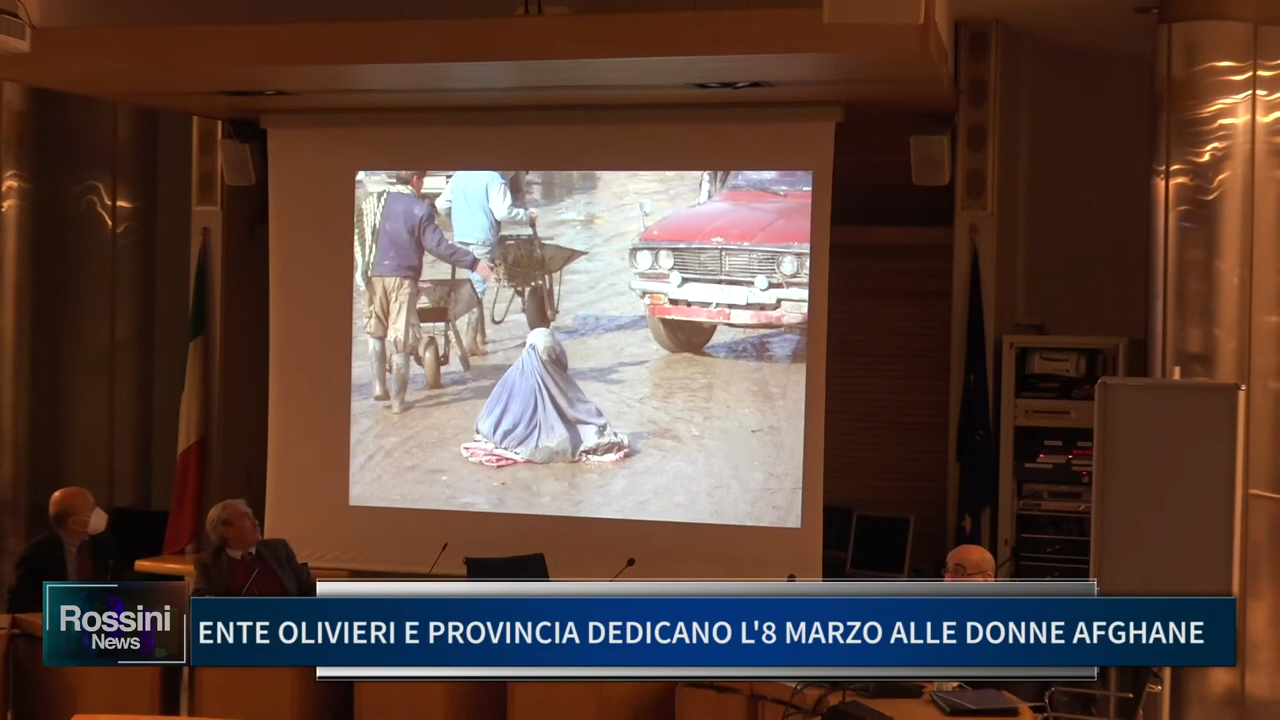 Rossini
News
ENTE OLIVIERI E PROVINCIA DEDICANO L'8 MARZO ALLE DONNE AFGHANE